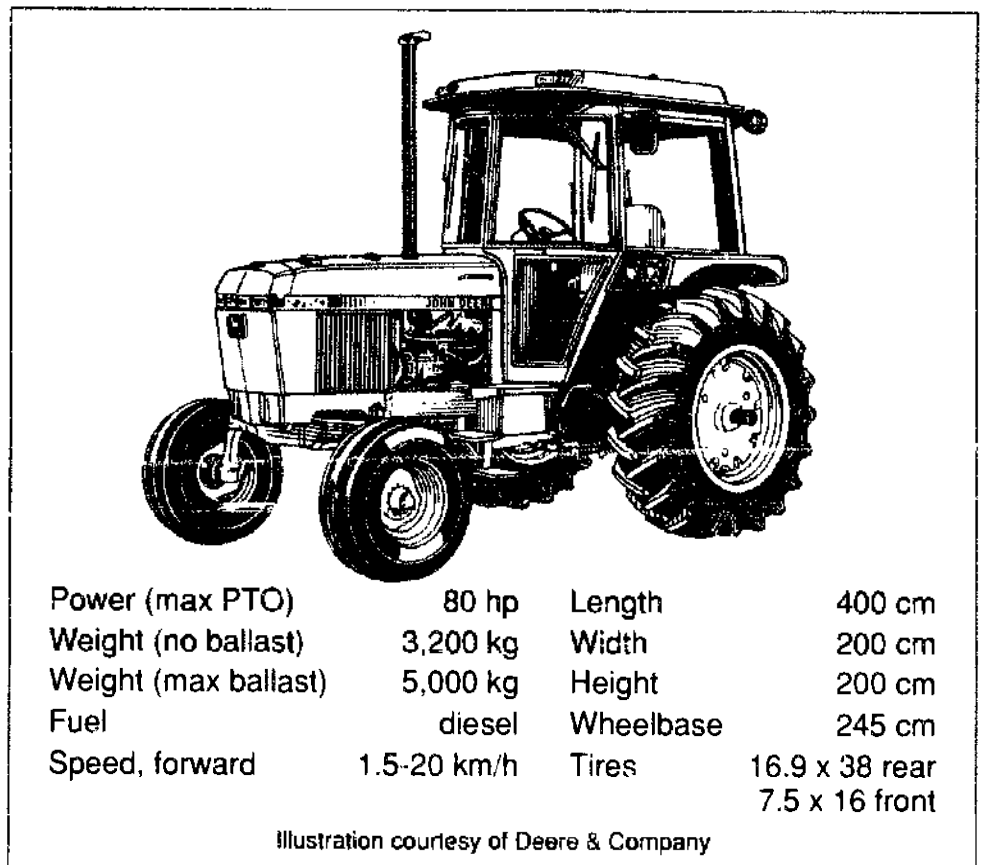 JOHN DEERE
Power (max PTO) 80 hp
Weight (no ballast) 3,200 kg
Weight (max ballast) 5,000 kg
Fuel diesel
Speed, forward 1.5-20 km/h
Length 400 cm
Width 200 cm
Height 200 cm
Wheelbase 245 cm
Tires 16.9 x 38 rear
7.5 x 16 front
Illustration courtesy of Deere & Company